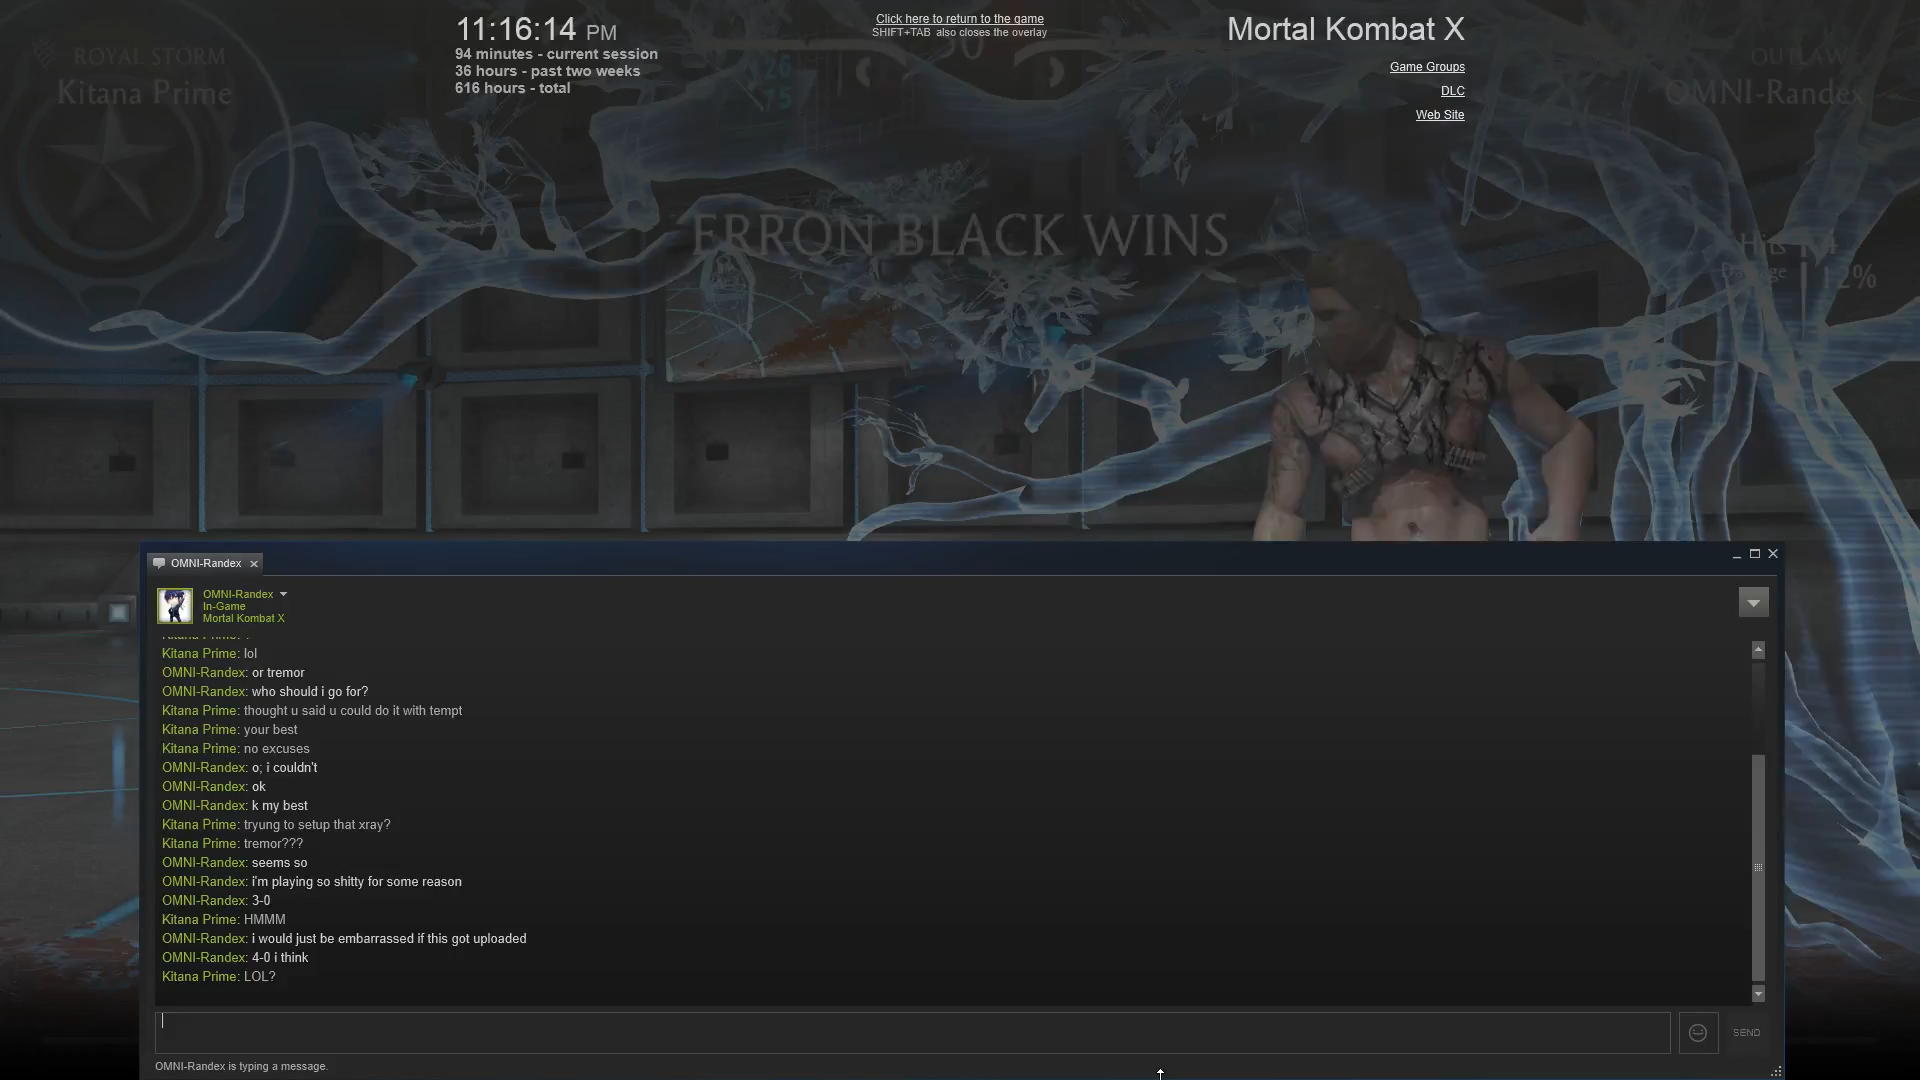 11:16:14 PM
94 minutes - current session
36 hours - past two weeks
616 hours - total
Click here to return to the game
SHIFT+TAB also closes the overlay
Mortal Kombat X
Game Groups
DLC
Web Site
ROYAL STORM
Kitana Prime
OUTLAW
OMNI-Randex
ERRON BLACK WINS
OMNI-Randex
OMNI-Randex
In-Game
Mortal Kombat X
Kitana Prime: lol
OMNI-Randex: or tremor
OMNI-Randex: who should i go for?
Kitana Prime: thought u said u could do it with tempt
Kitana Prime: your best
Kitana Prime: no excuses
OMNI-Randex: o; i couldn't
OMNI-Randex: ok
OMNI-Randex: k my best
Kitana Prime: tryung to setup that xray?
Kitana Prime: tremor???
OMNI-Randex: seems so
OMNI-Randex: i'm playing so shitty for some reason
OMNI-Randex: 3-0
Kitana Prime: HMMM
OMNI-Randex: i would just be embarrassed if this got uploaded
OMNI-Randex: 4-0 i think
Kitana Prime: LOL?
SEND
OMNI-Randex is typing a message.